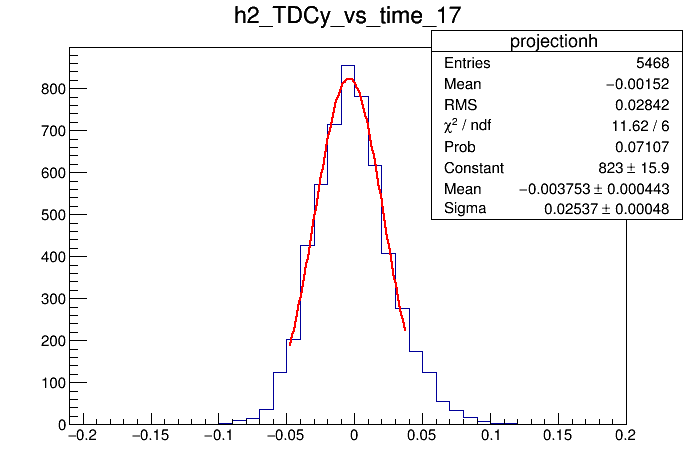 h2_TDCy_vs_time_17
projectionh
Entries 5468
Mean −0.00152
RMS 0.02842
χ² / ndf 11.62 / 6
Prob 0.07107
Constant 823 ± 15.9
Mean −0.003753 ± 0.000443
Sigma 0.02537 ± 0.00048
800
700
600
500
400
300
200
100
0
−0.2 −0.15 −0.1 −0.05 0 0.05 0.1 0.15 0.2